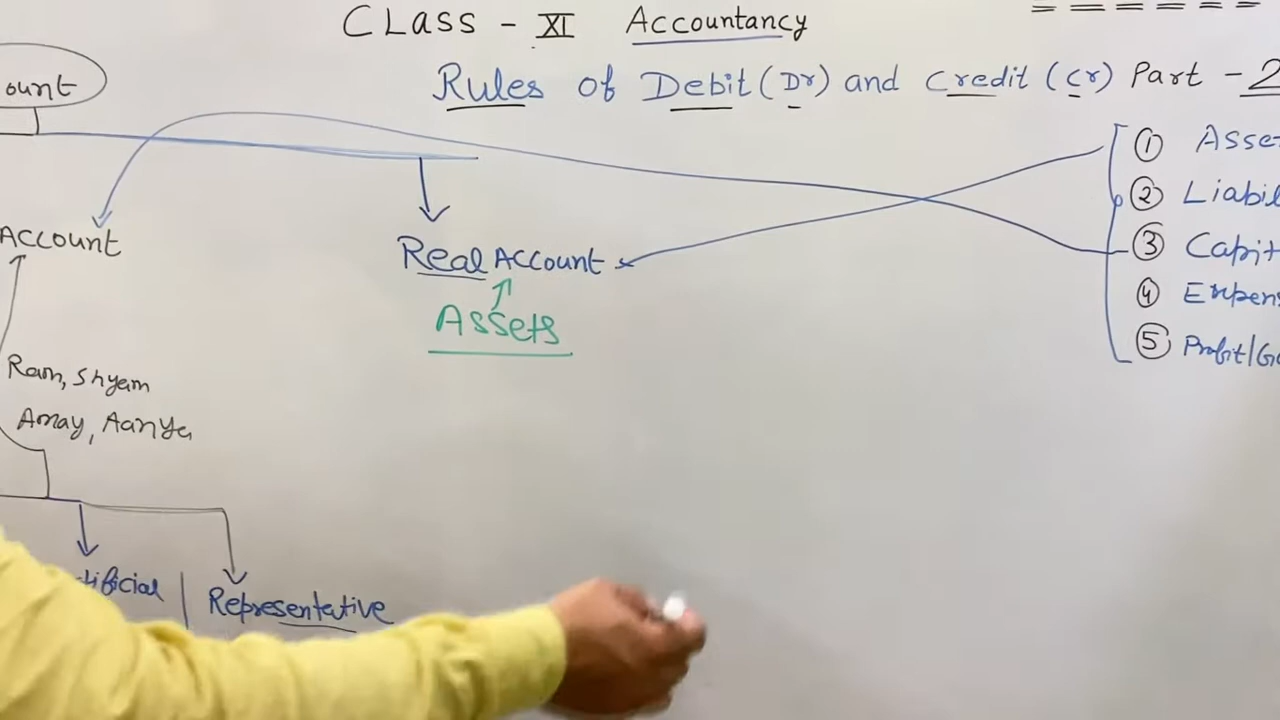 CLASS - XI Accountancy
Rules of Debit (Dr) and Credit (Cr) Part - 2
ount
① Asse
② Liabil
③ Capit
④ Expens
⑤ Profit/G
Account
Real Account
Assets
Ram, Shyam
Amay, Aanya
tificial
Representative